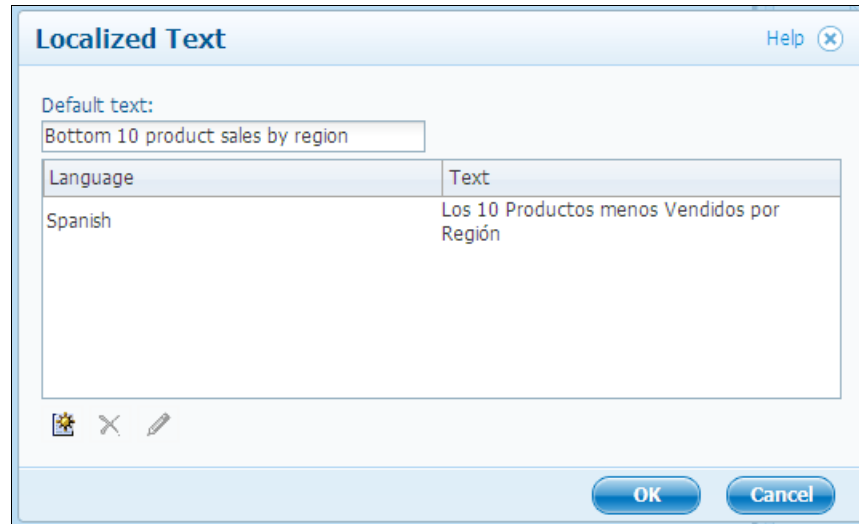 Localized Text
Help
Default text:
Bottom 10 product sales by region
Language Text
Spanish
Los 10 Productos menos Vendidos por
Región
OK Cancel